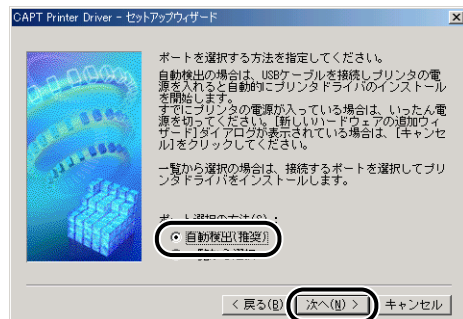 CAPT Printer Driver - セットアップウィザード
ポートを選択する方法を指定してください。
自動検出の場合は、USBケーブルを接続しプリンタの電
源を入れると自動的にプリンタドライバのインストール
を開始します。
すでにプリンタの電源が入っている場合は、いったん電
源を切ってください。[新しいハードウェアの追加ウィ
ザード]ダイアログが表示されている場合は、[キャンセ
ル]をクリックしてください。
一覧から選択の場合は、接続するポートを選択してプリ
ンタドライバをインストールします。
ポート選択の方法(S):
自動検出(推奨)
< 戻る(B)
次へ(N) >
キャンセル